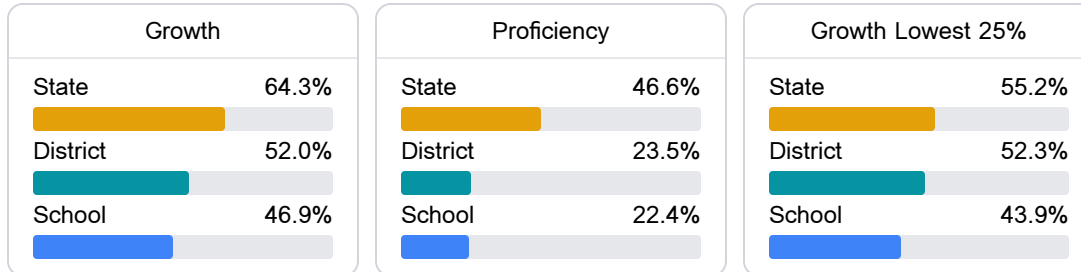 Growth
State 64.3%
District 52.0%
School 46.9%
Proficiency
State 46.6%
District 23.5%
School 22.4%
Growth Lowest 25%
State 55.2%
District 52.3%
School 43.9%